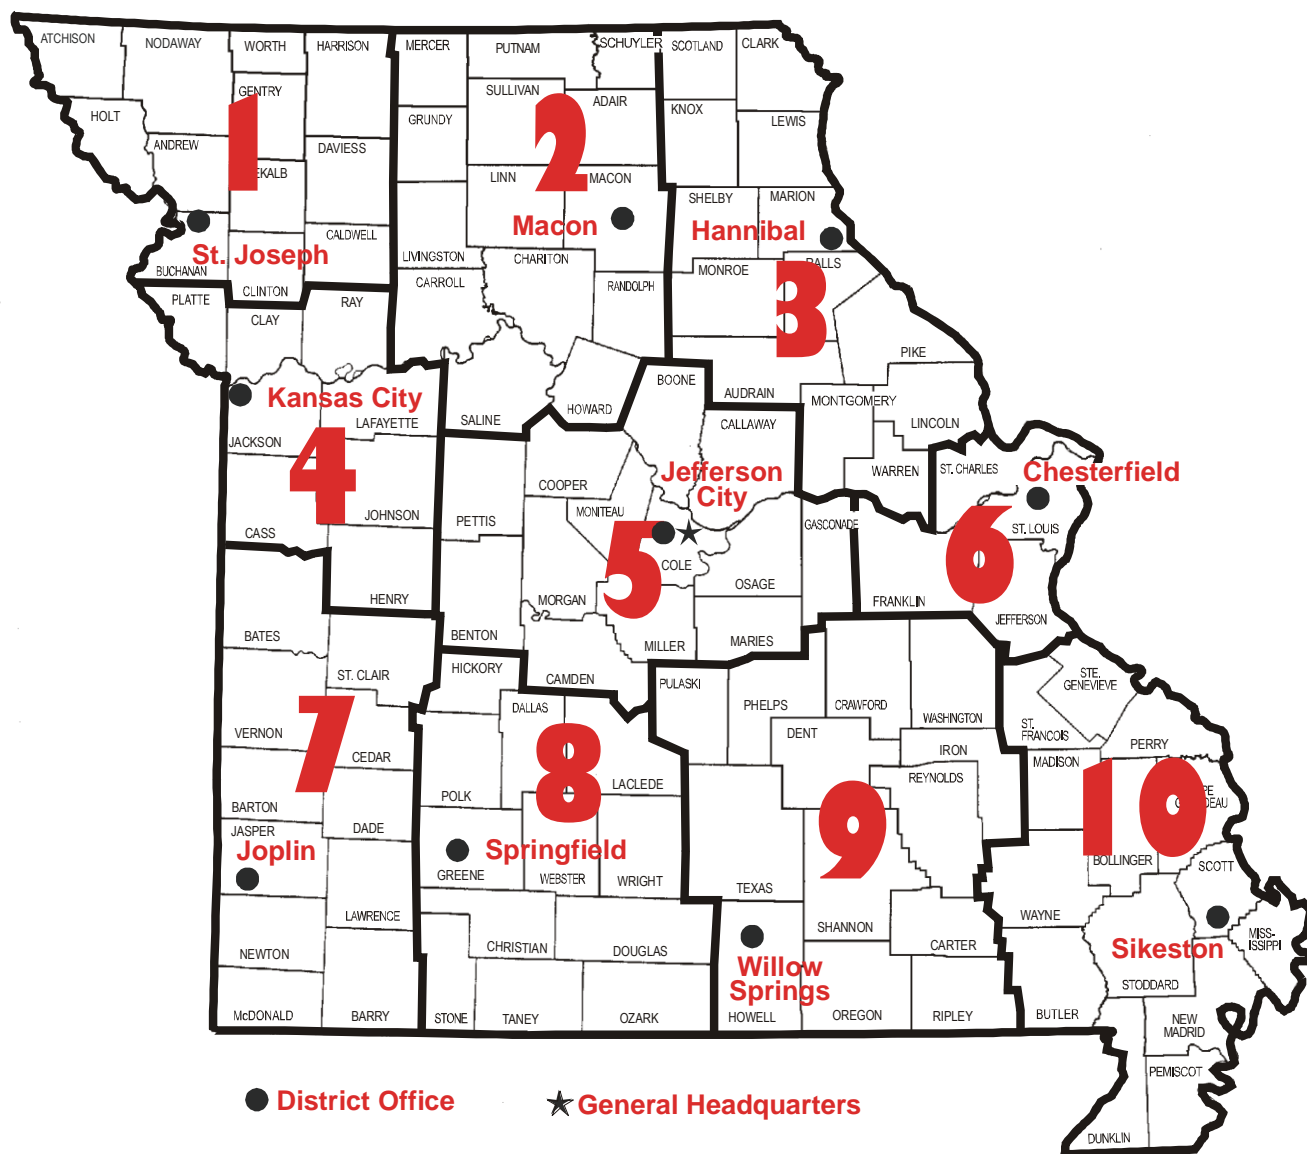 ATCHISON
NODAWAY
WORTH
HARRISON
MERCER
PUTNAM
SCHUYLER
SCOTLAND
CLARK
GENTRY
SULLIVAN
ADAIR
HOLT
GRUNDY
KNOX
LEWIS
1
2
ANDREW
DAVIESS
EKALB
LINN
MACON
SHELBY
MARION
Macon
Hannibal
CALDWELL
St. Joseph
LIVINGSTON
CHARITON
BUCHANAN
MONROE
RALLS
CLINTON
CARROLL
RANDOLPH
PLATTE
RAY
3
CLAY
PIKE
BOONE
Kansas City
AUDRAIN
MONTGOMERY
HOWARD
SALINE
LAFAYETTE
CALLAWAY
LINCOLN
JACKSON
4
COOPER
Jefferson
City
WARREN
ST. CHARLES
Chesterfield
JOHNSON
PETTIS
MONITEAU
GASCONADE
ST. LOUIS
CASS
5
COLE
6
OSAGE
HENRY
MORGAN
FRANKLIN
JEFFERSON
BATES
BENTON
MILLER
MARIES
HICKORY
ST. CLAIR
CAMDEN
PULASKI
STE.
GENEVIEVE
7
DALLAS
PHELPS
CRAWFORD
WASHINGTON
ST.
FRANCOIS
VERNON
8
DENT
CEDAR
IRON
PERRY
MADISON
REYNOLDS
LACLEDE
POLK
BARTON
9
10
PE
DEAU
JASPER
DADE
Joplin
Springfield
BOLLINGER
SCOTT
GREENE
WEBSTER
WRIGHT
TEXAS
LAWRENCE
WAYNE
SHANNON
MISS-
ISSIPPI
NEWTON
CHRISTIAN
DOUGLAS
CARTER
Sikeston
Willow
Springs
STODDARD
McDONALD
BARRY
STONE
TANEY
OZARK
HOWELL
OREGON
RIPLEY
BUTLER
NEW
MADRID
PEMISCOT
DUNKLIN
District Office
General Headquarters